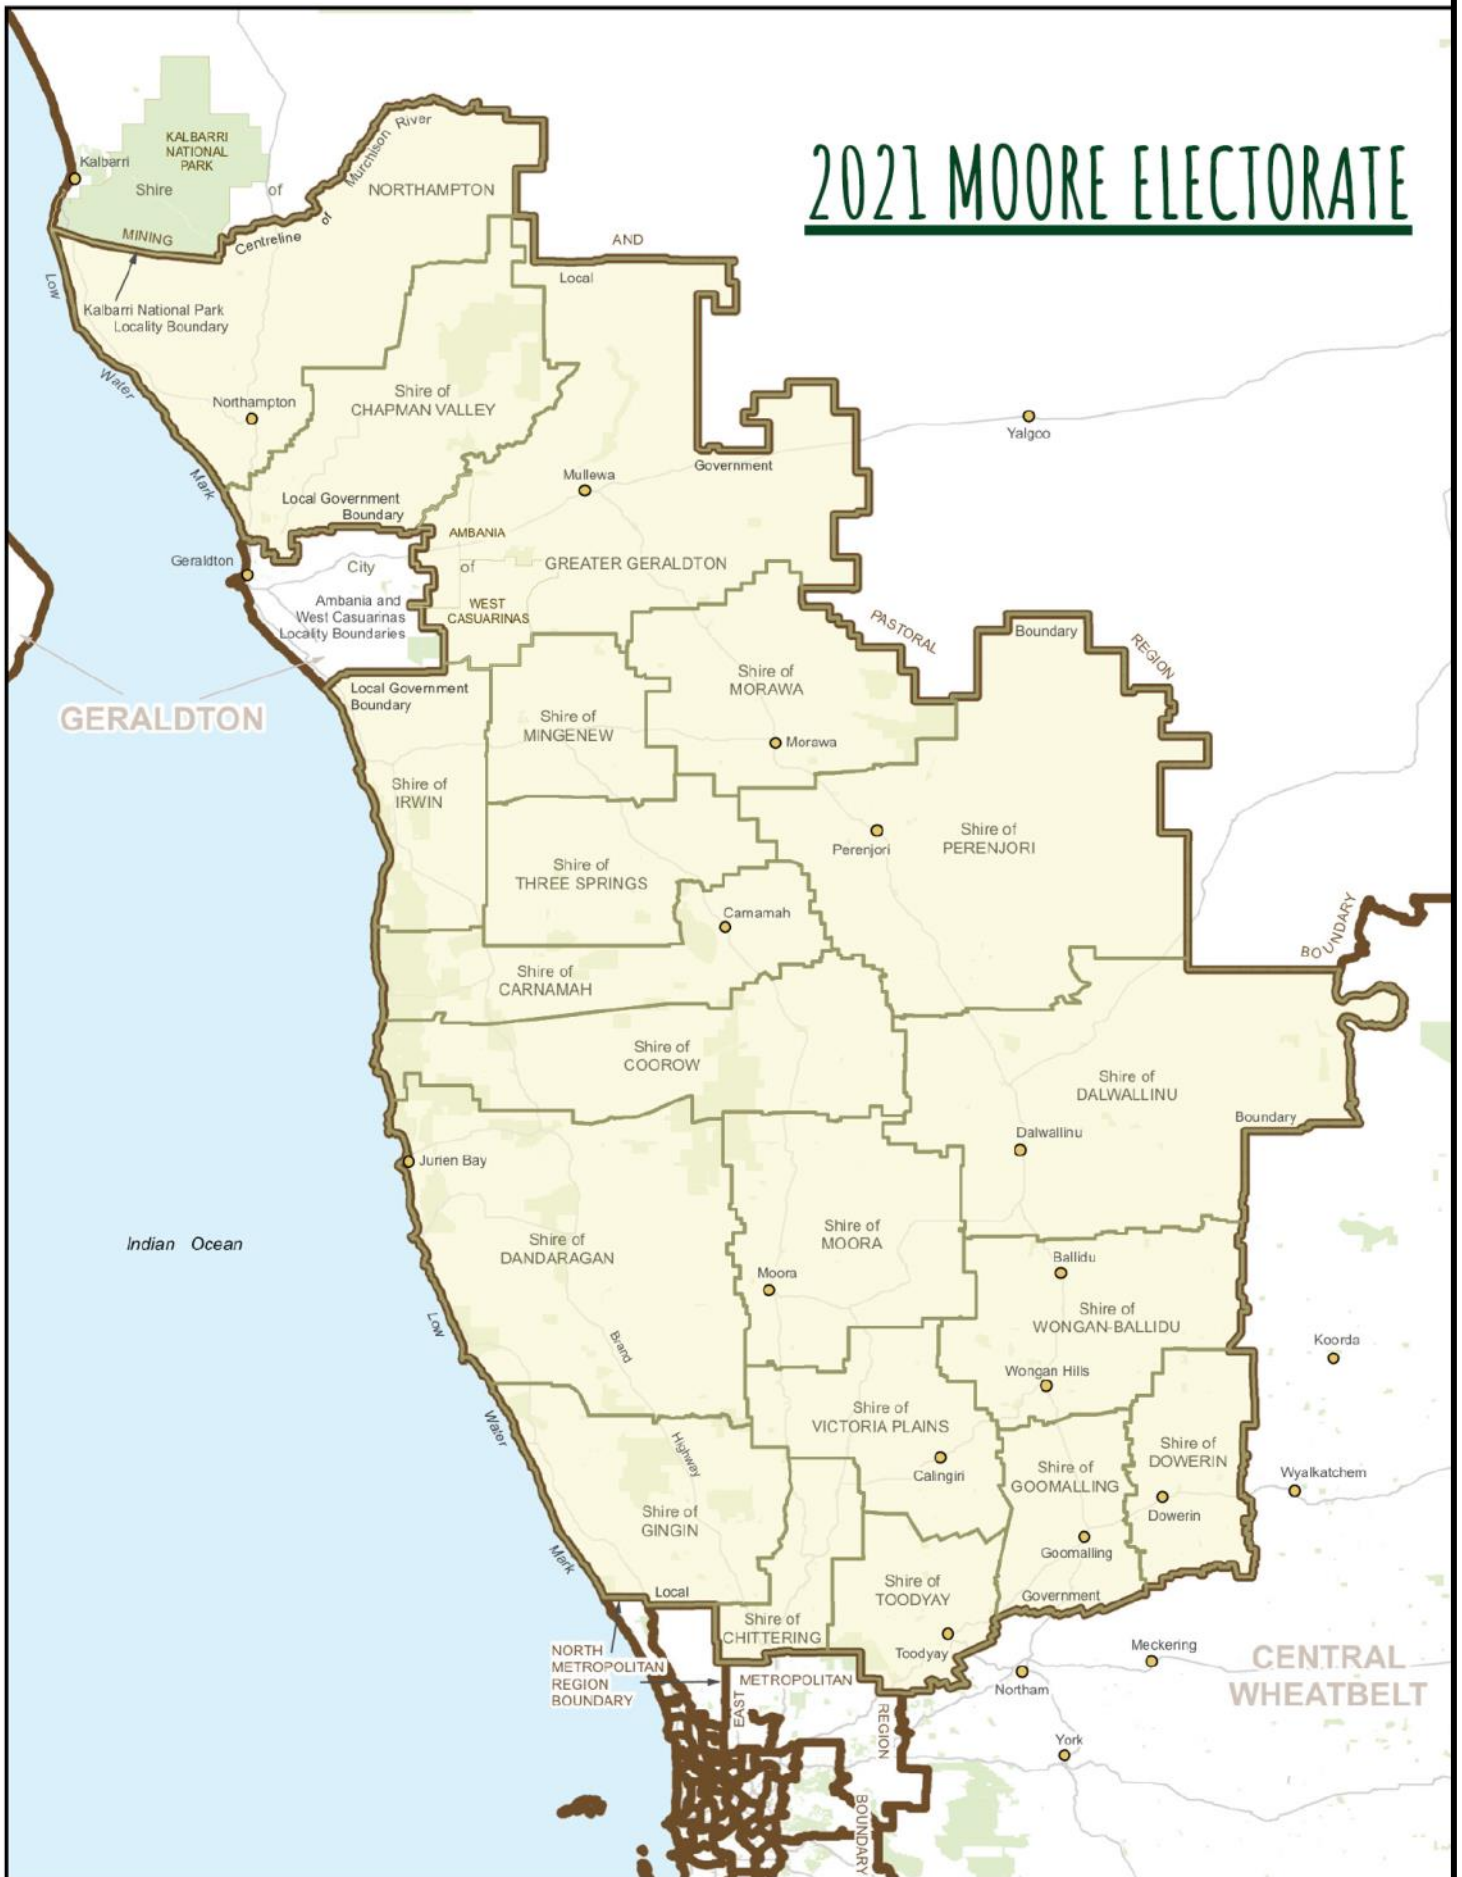 2021 MOORE ELECTORATE
KALBARRI
NATIONAL
PARK
Kalbarri
Shire
of
NORTHAMPTON
Murchison River
of
Centreline
MINING
AND
Local
Kalbarri National Park
Locality Boundary
Low
Water
Mark
Northampton
Shire of
CHAPMAN VALLEY
Yalgoo
Government
Mullewa
Local Government
Boundary
AMBANIA
Geraldton
City
of
GREATER GERALDTON
Ambania and
West Casuarinas
Locality Boundaries
WEST
CASUARINAS
PASTORAL
Boundary
REGION
GERALDTON
Local Government
Boundary
Shire of
MORAWA
Shire of
MINGENEW
Morawa
Shire of
IRWIN
Perenjori
Shire of
PERENJORI
Shire of
THREE SPRINGS
Carnamah
BOUNDARY
Shire of
CARNAMAH
Shire of
COOROW
Shire of
DALWALLINU
Boundary
Dalwallinu
Jurien Bay
Indian Ocean
Shire of
DANDARAGAN
Shire of
MOORA
Moora
Ballidu
Shire of
WONGAN-BALLIDU
Low
Brand
Koorda
Wongan Hills
Water
Highway
Shire of
VICTORIA PLAINS
Calingiri
Shire of
GOOMALLING
Shire of
DOWERIN
Wyalkatchem
Dowerin
Shire of
GINGIN
Goomalling
Mark
Local
Shire of
TOODYAY
Government
Shire of
CHITTERING
Toodyay
Meckering
NORTH
METROPOLITAN
REGION
BOUNDARY
EAST
METROPOLITAN
REGION
BOUNDARY
Northam
CENTRAL
WHEATBELT
York